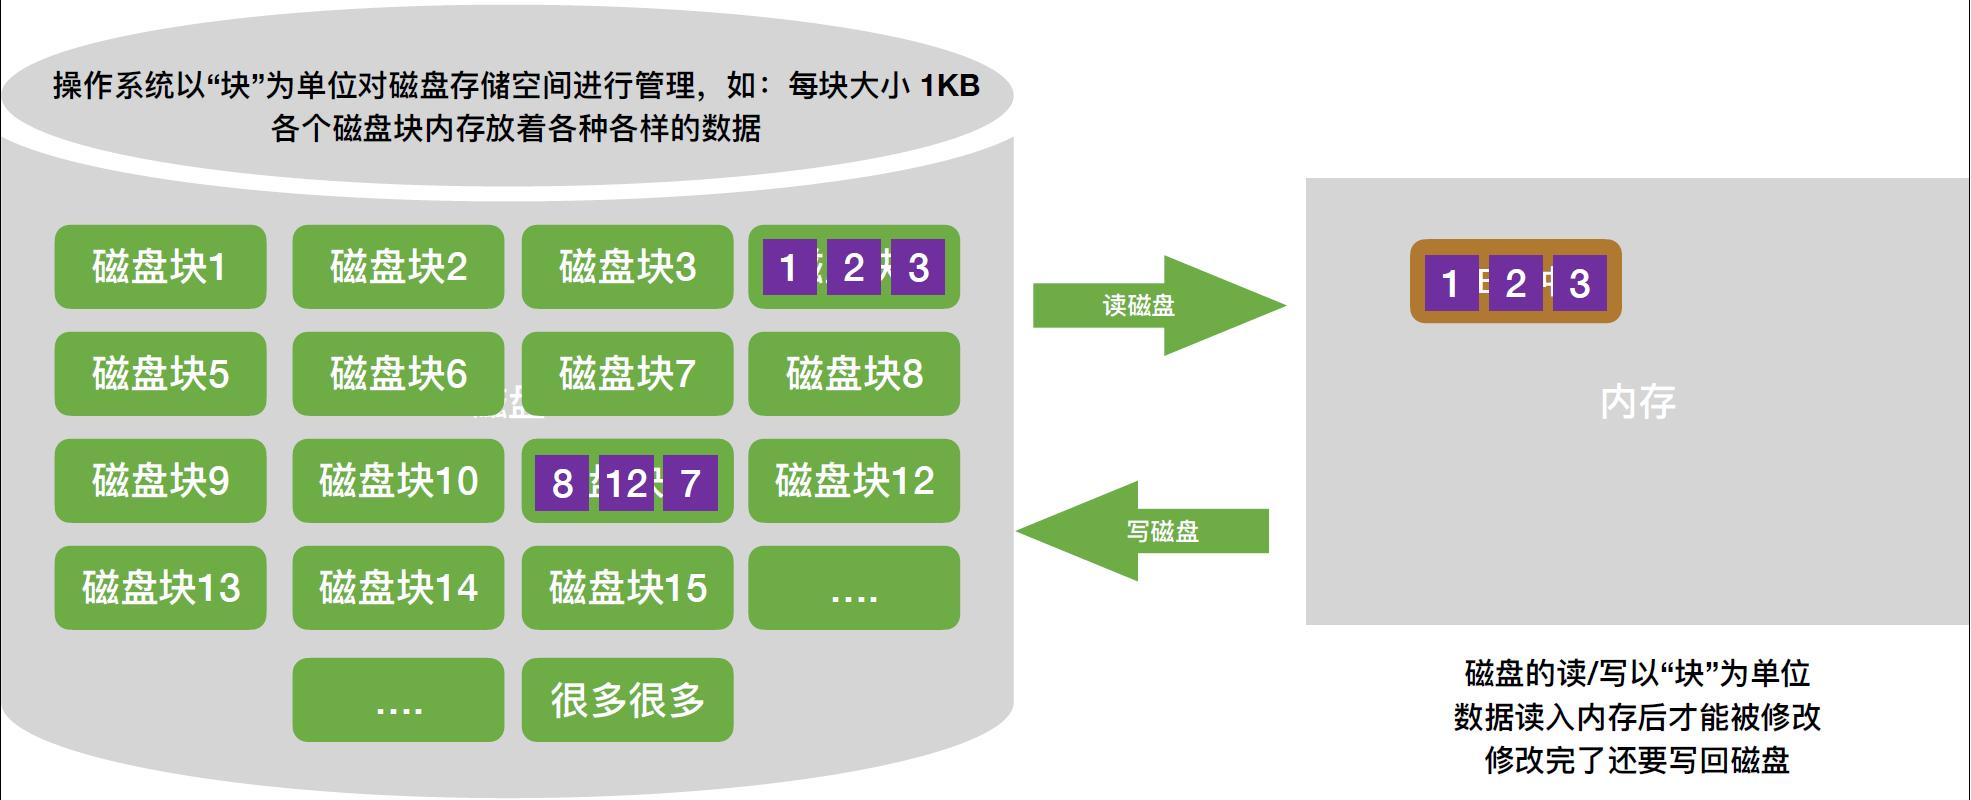 操作系统以“块”为单位对磁盘存储空间进行管理，如：每块大小 1KB
各个磁盘块内存放着各种各样的数据
磁盘块1
磁盘块2
磁盘块3
1 2 3
磁盘块5
磁盘块6
磁盘块7
磁盘块8
磁盘
磁盘块9
磁盘块10
8 12 7
磁盘块12
磁盘块13
磁盘块14
磁盘块15
....
....
很多很多
读磁盘
写磁盘
1 2 3
内存
磁盘的读/写以“块”为单位
数据读入内存后才能被修改
修改完了还要写回磁盘